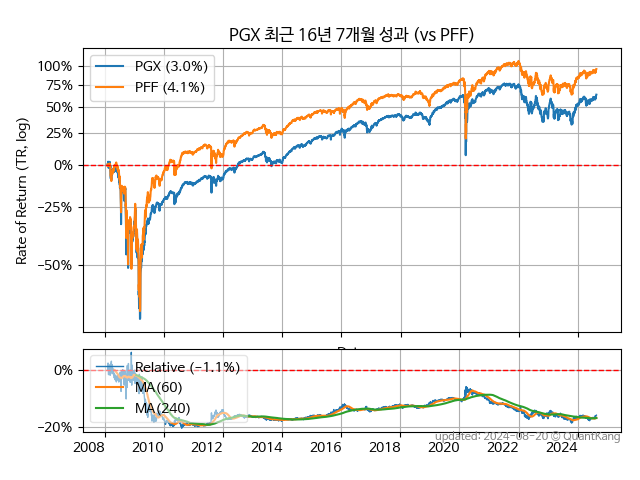 PGX 최근 16년 7개월 성과 (vs PFF)
Rate of Return (TR, log)
100%
75%
50%
25%
0%
−25%
−50%
PGX (3.0%)
PFF (4.1%)
0%
−20%
Relative (−1.1%)
MA(60)
MA(240)
2008 2010 2012 2014 2016 2018 2020 2022 2024
updated: 2024-08-20 © QuantKang